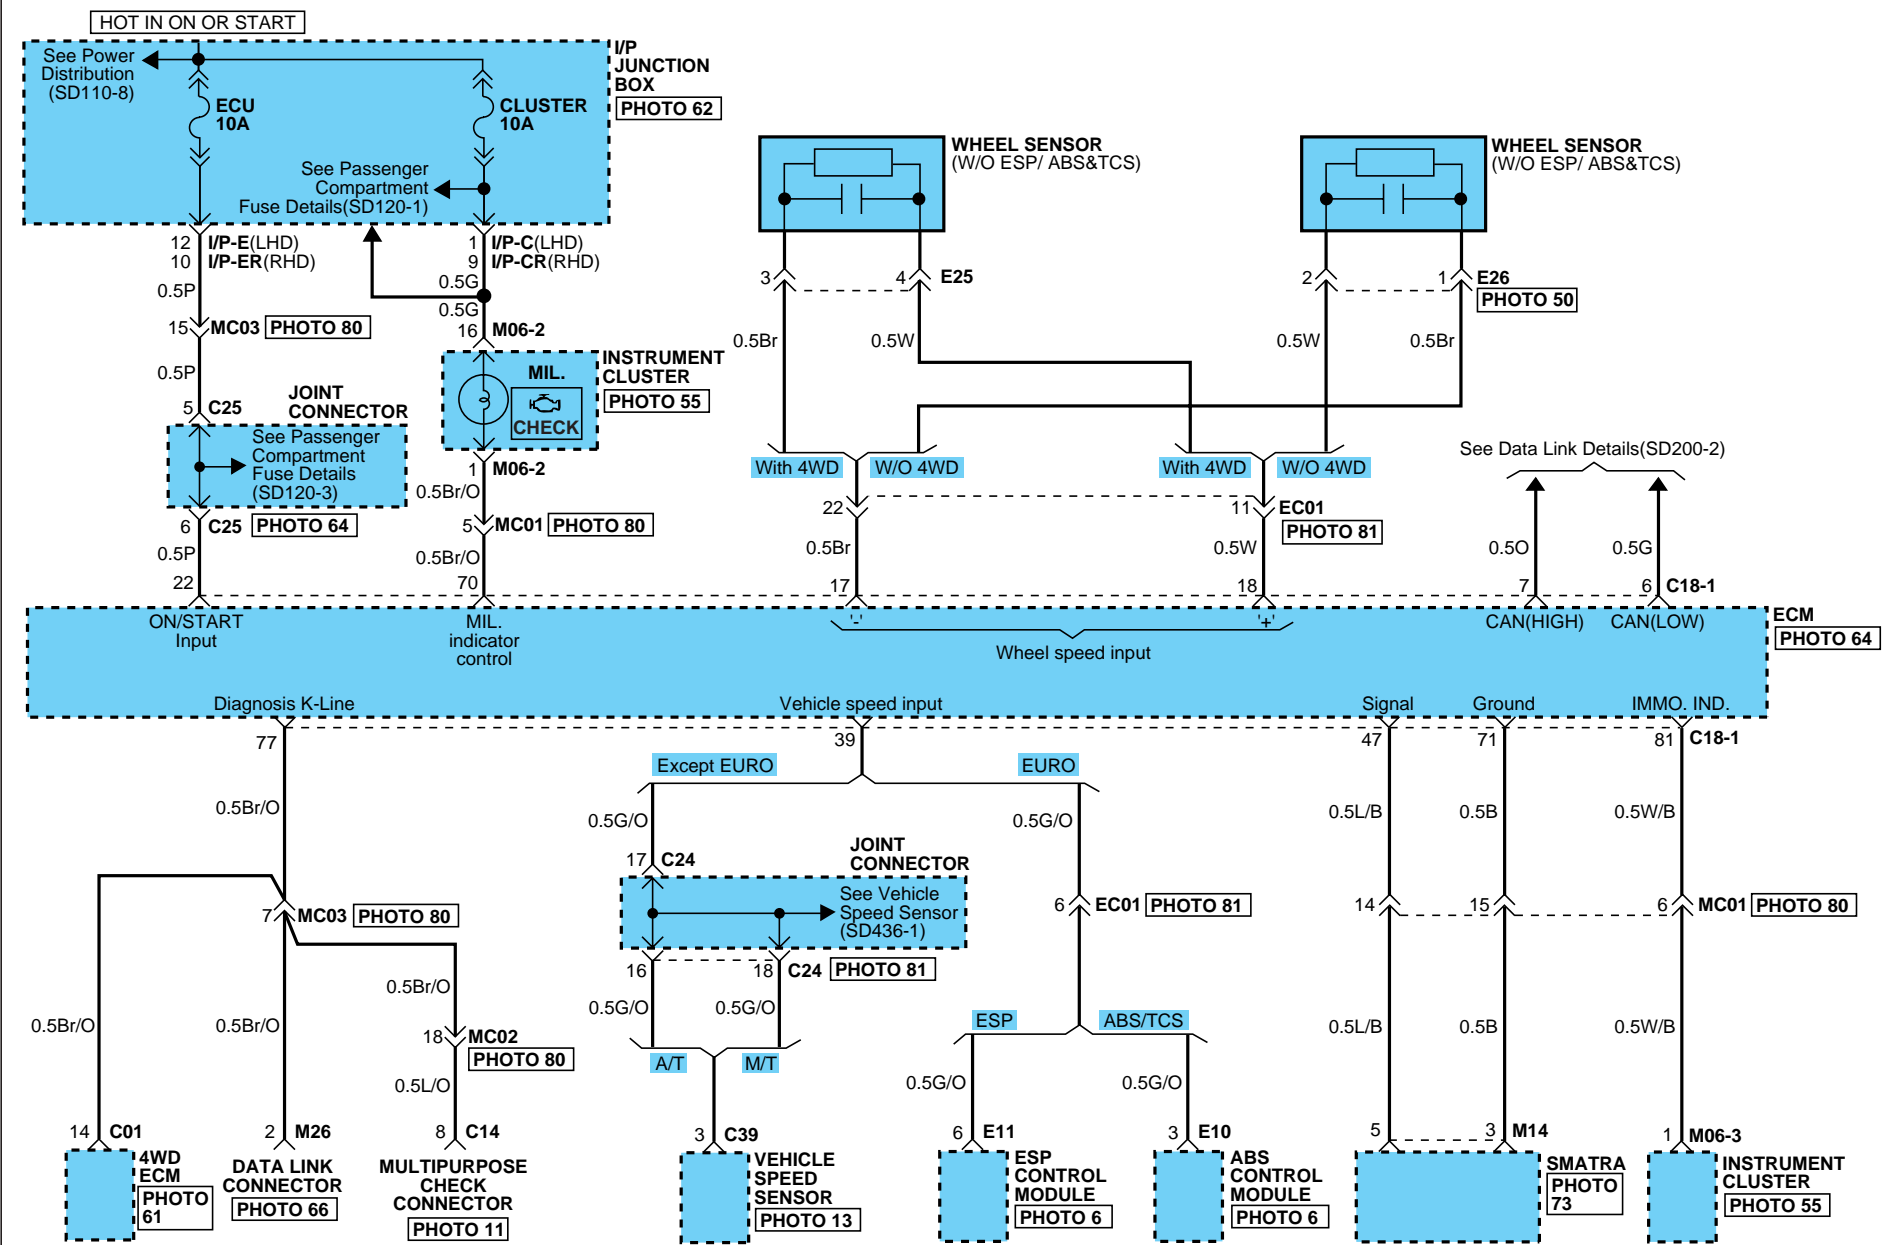 HOT IN ON OR START
See Power
Distribution
(SD110-8)
ECU
10A
CLUSTER
10A
See Passenger
Compartment
Fuse Details(SD120-1)
I/P
JUNCTION
BOX
PHOTO 62
12 I/P-E(LHD)
10 I/P-ER(RHD)
1 I/P-C(LHD)
9 I/P-CR(RHD)
0.5P
0.5G
0.5G
15 MC03 PHOTO 80
16 M06-2
0.5P
MIL.
CHECK
INSTRUMENT
CLUSTER
PHOTO 55
5 C25
JOINT
CONNECTOR
See Passenger
Compartment
Fuse Details
(SD120-3)
1 M06-2
0.5Br/O
6 C25 PHOTO 64
5 MC01 PHOTO 80
0.5P
0.5Br/O
22
70
WHEEL SENSOR
(W/O ESP/ ABS&TCS)
WHEEL SENSOR
(W/O ESP/ ABS&TCS)
3
4 E25
2
1 E26
PHOTO 50
0.5Br
0.5W
0.5W
0.5Br
With 4WD
W/O 4WD
With 4WD
W/O 4WD
See Data Link Details(SD200-2)
22
11 EC01
PHOTO 81
0.5Br
0.5W
0.5O
0.5G
17
18
7
6 C18-1
ECM
PHOTO 64
ON/START
Input
MIL.
indicator
control
'-'
'+'
Wheel speed input
CAN(HIGH)
CAN(LOW)
Diagnosis K-Line
Vehicle speed input
Signal
Ground
IMMO. IND.
77
39
47
71
81 C18-1
Except EURO
EURO
0.5Br/O
0.5G/O
0.5G/O
0.5L/B
0.5B
0.5W/B
17 C24
JOINT
CONNECTOR
See Vehicle
Speed Sensor
(SD436-1)
7 MC03 PHOTO 80
6 EC01 PHOTO 81
14
15
6 MC01 PHOTO 80
16
18 C24 PHOTO 81
0.5Br/O
0.5G/O
0.5G/O
0.5Br/O
0.5Br/O
18 MC02
PHOTO 80
ESP
ABS/TCS
0.5L/B
0.5B
0.5W/B
A/T
M/T
0.5L/O
0.5G/O
0.5G/O
14 C01
2 M26
8 C14
3 C39
6 E11
3 E10
5
3 M14
1 M06-3
4WD
ECM
PHOTO
61
DATA LINK
CONNECTOR
PHOTO 66
MULTIPURPOSE
CHECK
CONNECTOR
PHOTO 11
VEHICLE
SPEED
SENSOR
PHOTO 13
ESP
CONTROL
MODULE
PHOTO 6
ABS
CONTROL
MODULE
PHOTO 6
SMATRA
PHOTO
73
INSTRUMENT
CLUSTER
PHOTO 55